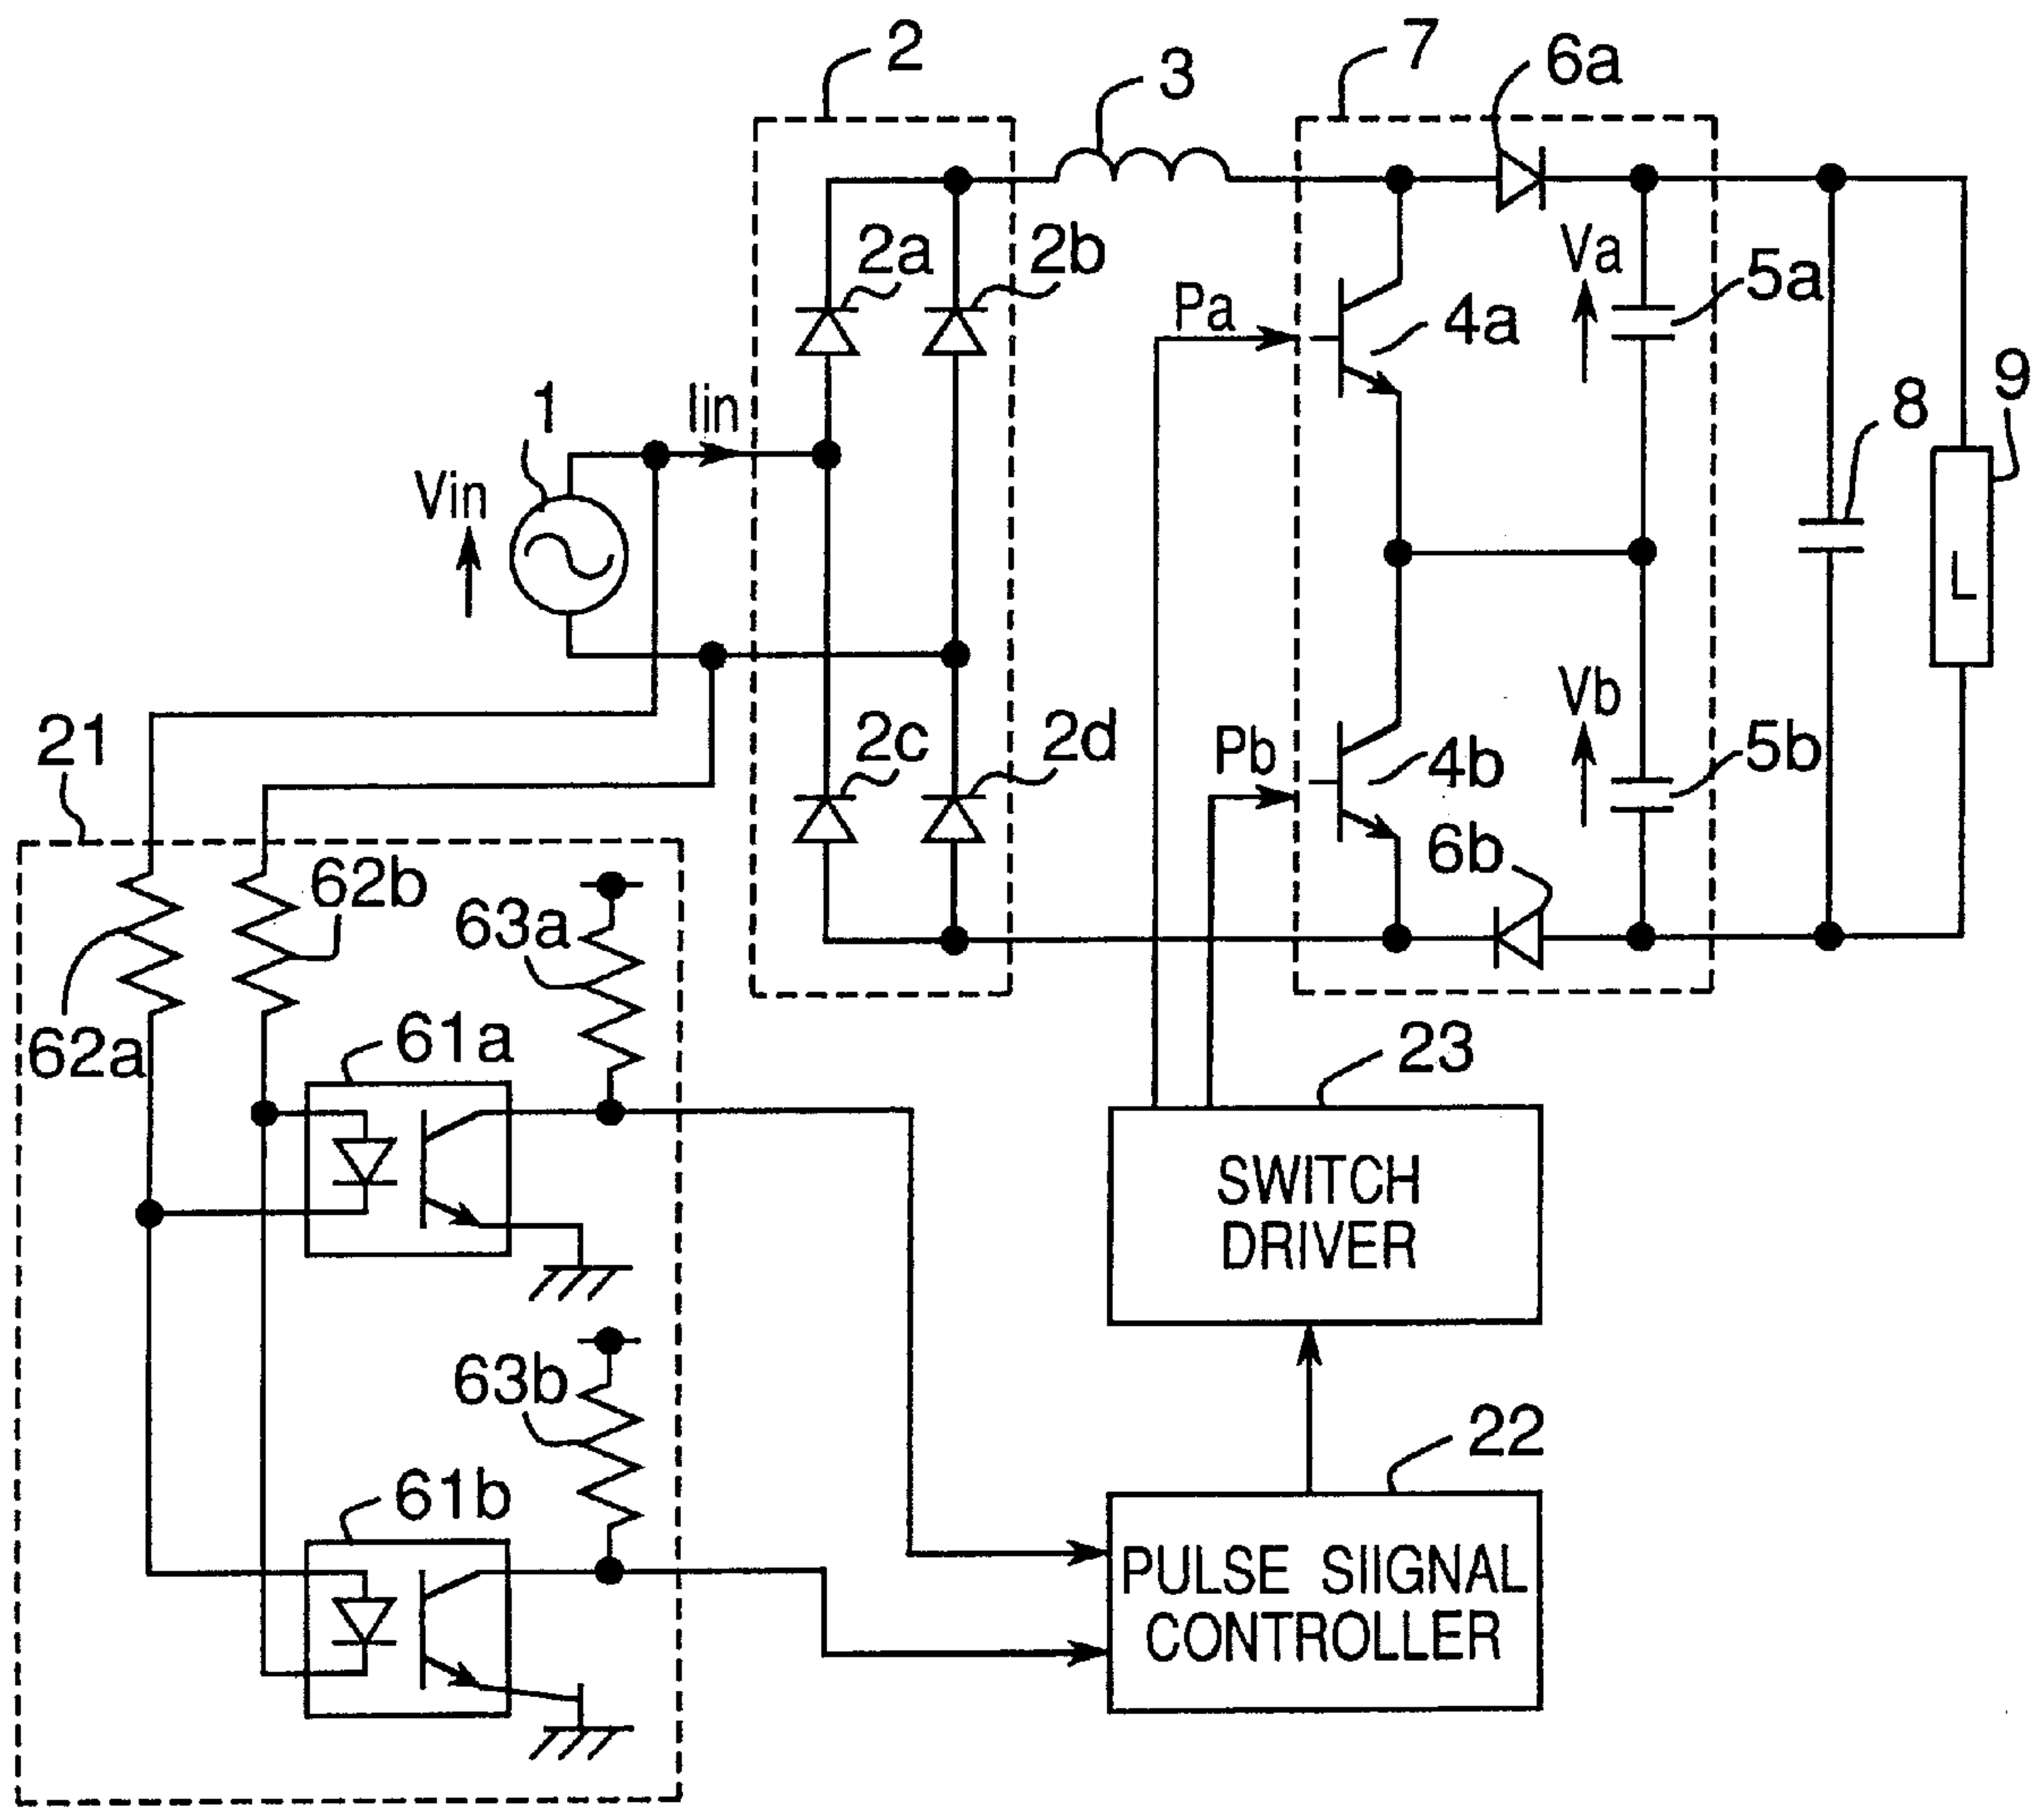 2
3
7
6a
2a
2b
Va
5a
Pa
4a
1
Iin
8
9
Vin
L
21
2c
2d
Vb
Pb
4b
5b
6b
62b
63a
62a
61a
23
SWITCH
DRIVER
63b
22
61b
PULSE SIIGNAL
CONTROLLER